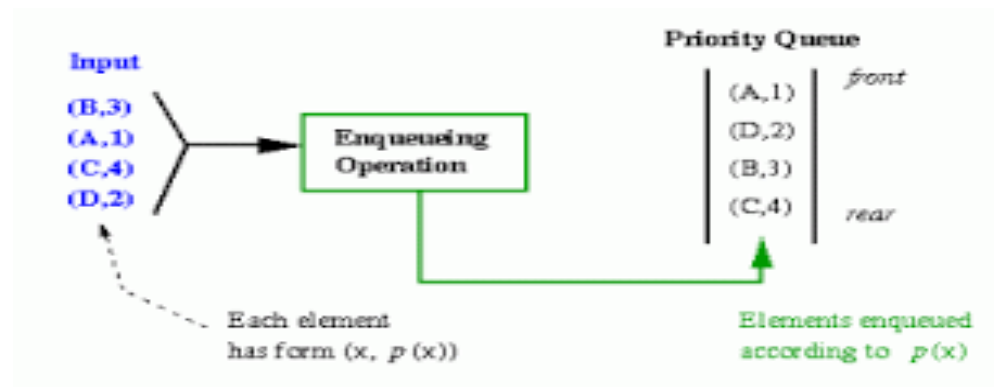 Input
(B,3)
(A,1)
(C,4)
(D,2)
Enqueueing
Operation
Priority Queue
front
(A,1)
(D,2)
(B,3)
(C,4)
rear
Each element
has form (x, p (x))
Elements enqueued
according to p(x)